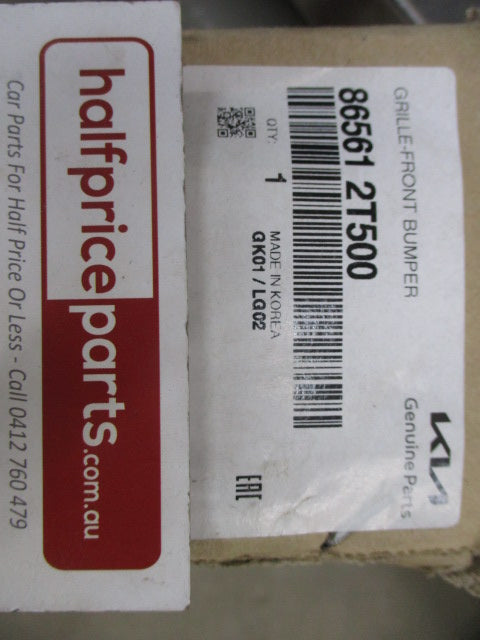 halfpriceparts.com.au
Car Parts For Half Price Or Less - Call 0412 760 479
KIA
Genuine Parts
GRILLE-FRONT BUMPER
86561 2T500
QTY: 1
MADE IN KOREA
GK01 / LG02
EAC